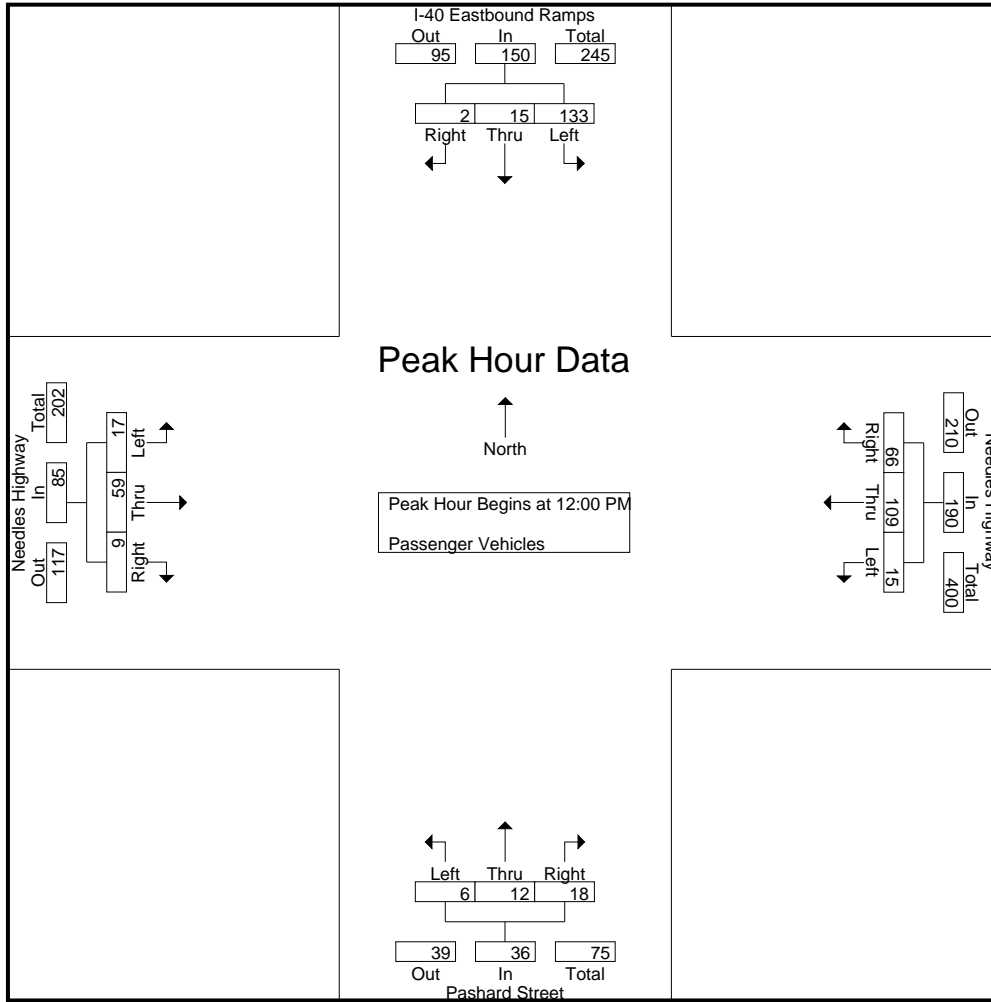 I-40 Eastbound Ramps
Out In Total
95 150 245
2 15 133
Right Thru Left
Peak Hour Data
North
Peak Hour Begins at 12:00 PM
Passenger Vehicles
Needles Highway
Total In Out
202 85 117
17 59 9
Left Thru Right
Right Thru Left
66 109 15
Out In Total
210 190 400
Needles Highway
Left Thru Right
6 12 18
39 36 75
Out In Total
Pashard Street